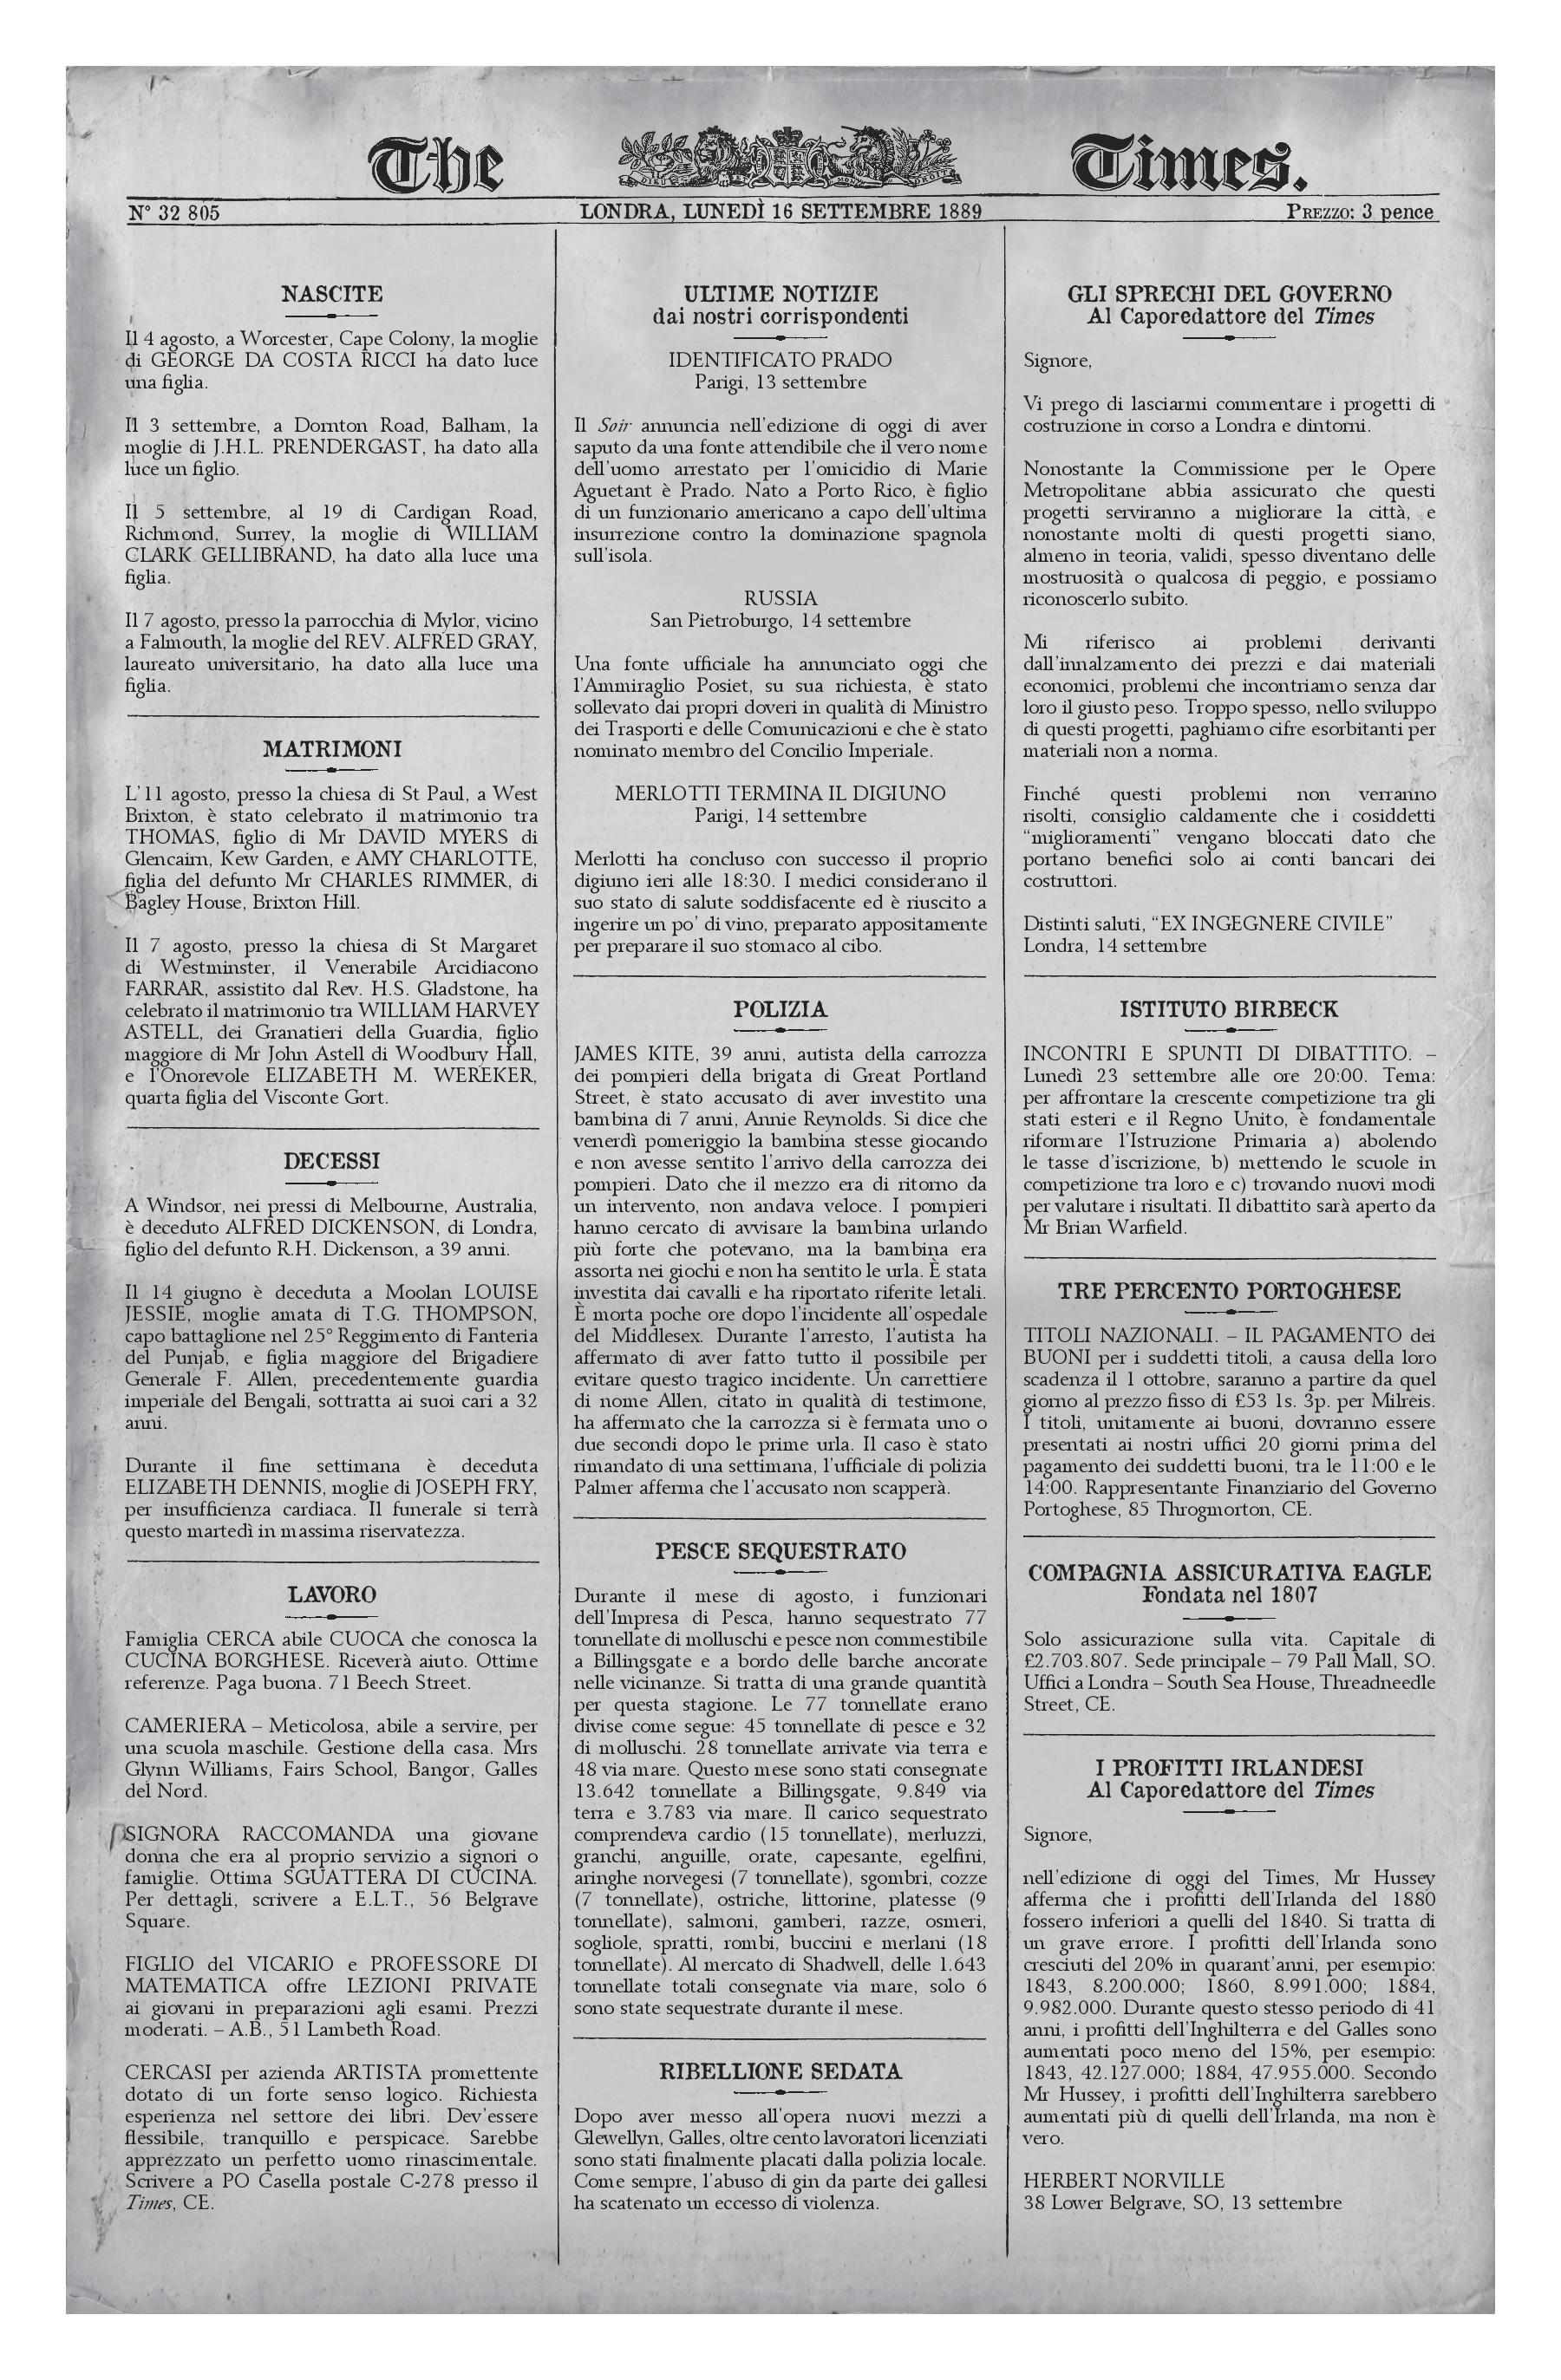 The Times.
N° 32 805
LONDRA, LUNEDÌ 16 SETTEMBRE 1889
PREZZO: 3 pence
NASCITE
Il 4 agosto, a Worcester, Cape Colony, la moglie
di GEORGE DA COSTA RICCI ha dato luce
una figlia.
Il 3 settembre, a Dornton Road, Balham, la
moglie di J.H.L. PRENDERGAST, ha dato alla
luce un figlio.
Il 5 settembre, al 19 di Cardigan Road,
Richmond, Surrey, la moglie di WILLIAM
CLARK GELLIBRAND, ha dato alla luce una
figlia.
Il 7 agosto, presso la parrocchia di Mylor, vicino
a Falmouth, la moglie del REV. ALFRED GRAY,
laureato universitario, ha dato alla luce una
figlia.
MATRIMONI
L'11 agosto, presso la chiesa di St Paul, a West
Brixton, è stato celebrato il matrimonio tra
THOMAS, figlio di Mr DAVID MYERS di
Glencairn, Kew Garden, e AMY CHARLOTTE,
figlia del defunto Mr CHARLES RIMMER, di
Bagley House, Brixton Hill.
Il 7 agosto, presso la chiesa di St Margaret
di Westminster, il Venerabile Arcidiacono
FARRAR, assistito dal Rev. H.S. Gladstone, ha
celebrato il matrimonio tra WILLIAM HARVEY
ASTELL, dei Granatieri della Guardia, figlio
maggiore di Mr John Astell di Woodbury Hall,
e l'Onorevole ELIZABETH M. WEREKER,
quarta figlia del Visconte Gort.
DECESSI
A Windsor, nei pressi di Melbourne, Australia,
è deceduto ALFRED DICKENSON, di Londra,
figlio del defunto R.H. Dickenson, a 39 anni.
Il 14 giugno è deceduta a Moolan LOUISE
JESSIE, moglie amata di T.G. THOMPSON,
capo battaglione nel 25° Reggimento di Fanteria
del Punjab, e figlia maggiore del Brigadiere
Generale F. Allen, precedentemente guardia
imperiale del Bengali, sottratta ai suoi cari a 32
anni.
Durante il fine settimana è deceduta
ELIZABETH DENNIS, moglie di JOSEPH FRY,
per insufficienza cardiaca. Il funerale si terrà
questo martedì in massima riservatezza.
LAVORO
Famiglia CERCA abile CUOCA che conosca la
CUCINA BORGHESE. Riceverà aiuto. Ottime
referenze. Paga buona. 71 Beech Street.
CAMERIERA – Meticolosa, abile a servire, per
una scuola maschile. Gestione della casa. Mrs
Glynn Williams, Fairs School, Bangor, Galles
del Nord.
SIGNORA RACCOMANDA una giovane
donna che era al proprio servizio a signori o
famiglie. Ottima SGUATTERA DI CUCINA.
Per dettagli, scrivere a E.L.T., 56 Belgrave
Square.
FIGLIO del VICARIO e PROFESSORE DI
MATEMATICA offre LEZIONI PRIVATE
ai giovani in preparazioni agli esami. Prezzi
moderati. – A.B., 51 Lambeth Road.
CERCASI per azienda ARTISTA promettente
dotato di un forte senso logico. Richiesta
esperienza nel settore dei libri. Dev'essere
flessibile, tranquillo e perspicace. Sarebbe
apprezzato un perfetto uomo rinascimentale.
Scrivere a PO Casella postale C-278 presso il
Times, CE.
ULTIME NOTIZIE
dai nostri corrispondenti
IDENTIFICATO PRADO
Parigi, 13 settembre
Il Soir annuncia nell'edizione di oggi di aver
saputo da una fonte attendibile che il vero nome
dell'uomo arrestato per l'omicidio di Marie
Aguetant è Prado. Nato a Porto Rico, è figlio
di un funzionario americano a capo dell'ultima
insurrezione contro la dominazione spagnola
sull'isola.
RUSSIA
San Pietroburgo, 14 settembre
Una fonte ufficiale ha annunciato oggi che
l'Ammiraglio Posiet, su sua richiesta, è stato
sollevato dai propri doveri in qualità di Ministro
dei Trasporti e delle Comunicazioni e che è stato
nominato membro del Concilio Imperiale.
MERLOTTI TERMINA IL DIGIUNO
Parigi, 14 settembre
Merlotti ha concluso con successo il proprio
digiuno ieri alle 18:30. I medici considerano il
suo stato di salute soddisfacente ed è riuscito a
ingerire un po' di vino, preparato appositamente
per preparare il suo stomaco al cibo.
POLIZIA
JAMES KITE, 39 anni, autista della carrozza
dei pompieri della brigata di Great Portland
Street, è stato accusato di aver investito una
bambina di 7 anni, Annie Reynolds. Si dice che
venerdì pomeriggio la bambina stesse giocando
e non avesse sentito l'arrivo della carrozza dei
pompieri. Dato che il mezzo era di ritorno da
un intervento, non andava veloce. I pompieri
hanno cercato di avvisare la bambina urlando
più forte che potevano, ma la bambina era
assorta nei giochi e non ha sentito le urla. È stata
investita dai cavalli e ha riportato riferite letali.
È morta poche ore dopo l'incidente all'ospedale
del Middlesex. Durante l'arresto, l'autista ha
affermato di aver fatto tutto il possibile per
evitare questo tragico incidente. Un carrettiere
di nome Allen, citato in qualità di testimone,
ha affermato che la carrozza si è fermata uno o
due secondi dopo le prime urla. Il caso è stato
rimandato di una settimana, l'ufficiale di polizia
Palmer afferma che l'accusato non scapperà.
PESCE SEQUESTRATO
Durante il mese di agosto, i funzionari
dell'Impresa di Pesca, hanno sequestrato 77
tonnellate di molluschi e pesce non commestibile
a Billingsgate e a bordo delle barche ancorate
nelle vicinanze. Si tratta di una grande quantità
per questa stagione. Le 77 tonnellate erano
divise come segue: 45 tonnellate di pesce e 32
di molluschi. 28 tonnellate arrivate via terra e
48 via mare. Questo mese sono stati consegnate
13.642 tonnellate a Billingsgate, 9.849 via
terra e 3.783 via mare. Il carico sequestrato
comprendeva cardio (15 tonnellate), merluzzi,
granchi, anguille, orate, capesante, egelfini,
aringhe norvegesi (7 tonnellate), sgombri, cozze
(7 tonnellate), ostriche, littorine, platesse (9
tonnellate), salmoni, gamberi, razze, osmeri,
sogliole, spratti, rombi, buccini e merlani (18
tonnellate). Al mercato di Shadwell, delle 1.643
tonnellate totali consegnate via mare, solo 6
sono state sequestrate durante il mese.
RIBELLIONE SEDATA
Dopo aver messo all'opera nuovi mezzi a
Glewellyn, Galles, oltre cento lavoratori licenziati
sono stati finalmente placati dalla polizia locale.
Come sempre, l'abuso di gin da parte dei gallesi
ha scatenato un eccesso di violenza.
GLI SPRECHI DEL GOVERNO
Al Caporedattore del Times
Signore,
Vi prego di lasciarmi commentare i progetti di
costruzione in corso a Londra e dintorni.
Nonostante la Commissione per le Opere
Metropolitane abbia assicurato che questi
progetti serviranno a migliorare la città, e
nonostante molti di questi progetti siano,
almeno in teoria, validi, spesso diventano delle
mostruosità o qualcosa di peggio, e possiamo
riconoscerlo subito.
Mi riferisco ai problemi derivanti
dall'innalzamento dei prezzi e dai materiali
economici, problemi che incontriamo senza dar
loro il giusto peso. Troppo spesso, nello sviluppo
di questi progetti, paghiamo cifre esorbitanti per
materiali non a norma.
Finché questi problemi non verranno
risolti, consiglio caldamente che i cosiddetti
“miglioramenti” vengano bloccati dato che
portano benefici solo ai conti bancari dei
costruttori.
Distinti saluti, “EX INGEGNERE CIVILE”
Londra, 14 settembre
ISTITUTO BIRBECK
INCONTRI E SPUNTI DI DIBATTITO. –
Lunedì 23 settembre alle ore 20:00. Tema:
per affrontare la crescente competizione tra gli
stati esteri e il Regno Unito, è fondamentale
riformare l'Istruzione Primaria a) abolendo
le tasse d'iscrizione, b) mettendo le scuole in
competizione tra loro e c) trovando nuovi modi
per valutare i risultati. Il dibattito sarà aperto da
Mr Brian Warfield.
TRE PERCENTO PORTOGHESE
TITOLI NAZIONALI. – IL PAGAMENTO dei
BUONI per i suddetti titoli, a causa della loro
scadenza il 1 ottobre, saranno a partire da quel
giorno al prezzo fisso di £53 1s. 3p. per Milreis.
I titoli, unitamente ai buoni, dovranno essere
presentati ai nostri uffici 20 giorni prima del
pagamento dei suddetti buoni, tra le 11:00 e le
14:00. Rappresentante Finanziario del Governo
Portoghese, 85 Throgmorton, CE.
COMPAGNIA ASSICURATIVA EAGLE
Fondata nel 1807
Solo assicurazione sulla vita. Capitale di
£2.703.807. Sede principale – 79 Pall Mall, SO.
Uffici a Londra – South Sea House, Threadneedle
Street, CE.
I PROFITTI IRLANDESI
Al Caporedattore del Times
Signore,
nell'edizione di oggi del Times, Mr Hussey
afferma che i profitti dell'Irlanda del 1880
fossero inferiori a quelli del 1840. Si tratta di
un grave errore. I profitti dell'Irlanda sono
cresciuti del 20% in quarant'anni, per esempio:
1843, 8.200.000; 1860, 8.991.000; 1884,
9.982.000. Durante questo stesso periodo di 41
anni, i profitti dell'Inghilterra e del Galles sono
aumentati poco meno del 15%, per esempio:
1843, 42.127.000; 1884, 47.955.000. Secondo
Mr Hussey, i profitti dell'Inghilterra sarebbero
aumentati più di quelli dell'Irlanda, ma non è
vero.
HERBERT NORVILLE
38 Lower Belgrave, SO, 13 settembre